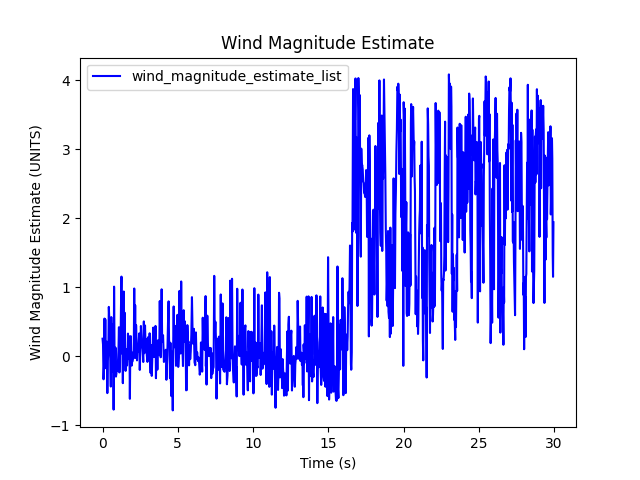 Wind Magnitude Estimate
wind_magnitude_estimate_list
Wind Magnitude Estimate (UNITS)
4
3
2
1
0
−1
0 5 10 15 20 25 30
Time (s)